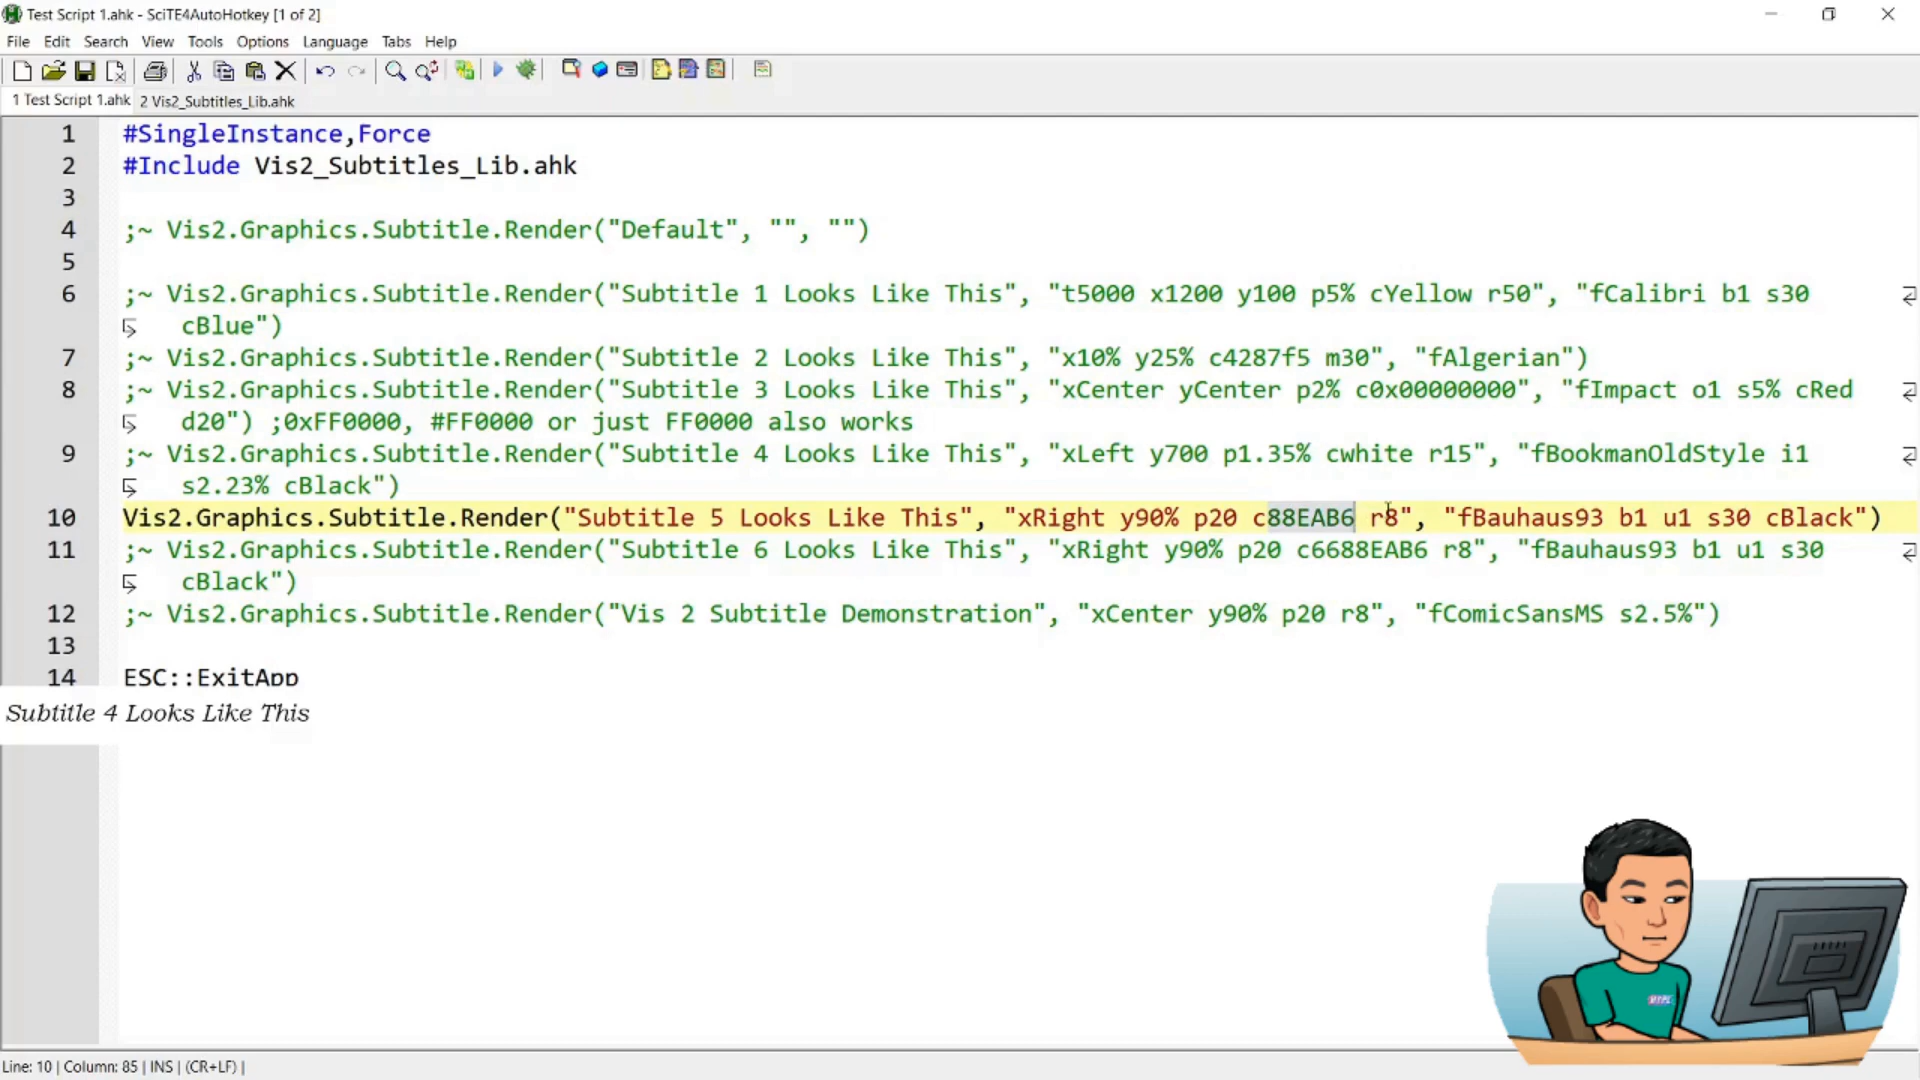 Test Script 1.ahk - SciTE4AutoHotkey [1 of 2]
File Edit Search View Tools Options Language Tabs Help
1 Test Script 1.ahk 2 Vis2_Subtitles_Lib.ahk
1 #SingleInstance,Force
2 #Include Vis2_Subtitles_Lib.ahk
3
4 ;~ Vis2.Graphics.Subtitle.Render("Default", "", "")
5
6 ;~ Vis2.Graphics.Subtitle.Render("Subtitle 1 Looks Like This", "t5000 x1200 y100 p5% cYellow r50", "fCalibri b1 s30
cBlue")
7 ;~ Vis2.Graphics.Subtitle.Render("Subtitle 2 Looks Like This", "x10% y25% c4287f5 m30", "fAlgerian")
8 ;~ Vis2.Graphics.Subtitle.Render("Subtitle 3 Looks Like This", "xCenter yCenter p2% c0x00000000", "fImpact o1 s5% cRed
d20") ;0xFF0000, #FF0000 or just FF0000 also works
9 ;~ Vis2.Graphics.Subtitle.Render("Subtitle 4 Looks Like This", "xLeft y700 p1.35% cwhite r15", "fBookmanOldStyle i1
s2.23% cBlack")
10 Vis2.Graphics.Subtitle.Render("Subtitle 5 Looks Like This", "xRight y90% p20 c88EAB6 r8", "fBauhaus93 b1 u1 s30 cBlack")
11 ;~ Vis2.Graphics.Subtitle.Render("Subtitle 6 Looks Like This", "xRight y90% p20 c6688EAB6 r8", "fBauhaus93 b1 u1 s30
cBlack")
12 ;~ Vis2.Graphics.Subtitle.Render("Vis 2 Subtitle Demonstration", "xCenter y90% p20 r8", "fComicSansMS s2.5%")
13
14 ESC::ExitApp
Subtitle 4 Looks Like This
Line: 10 | Column: 85 | INS | (CR+LF) |